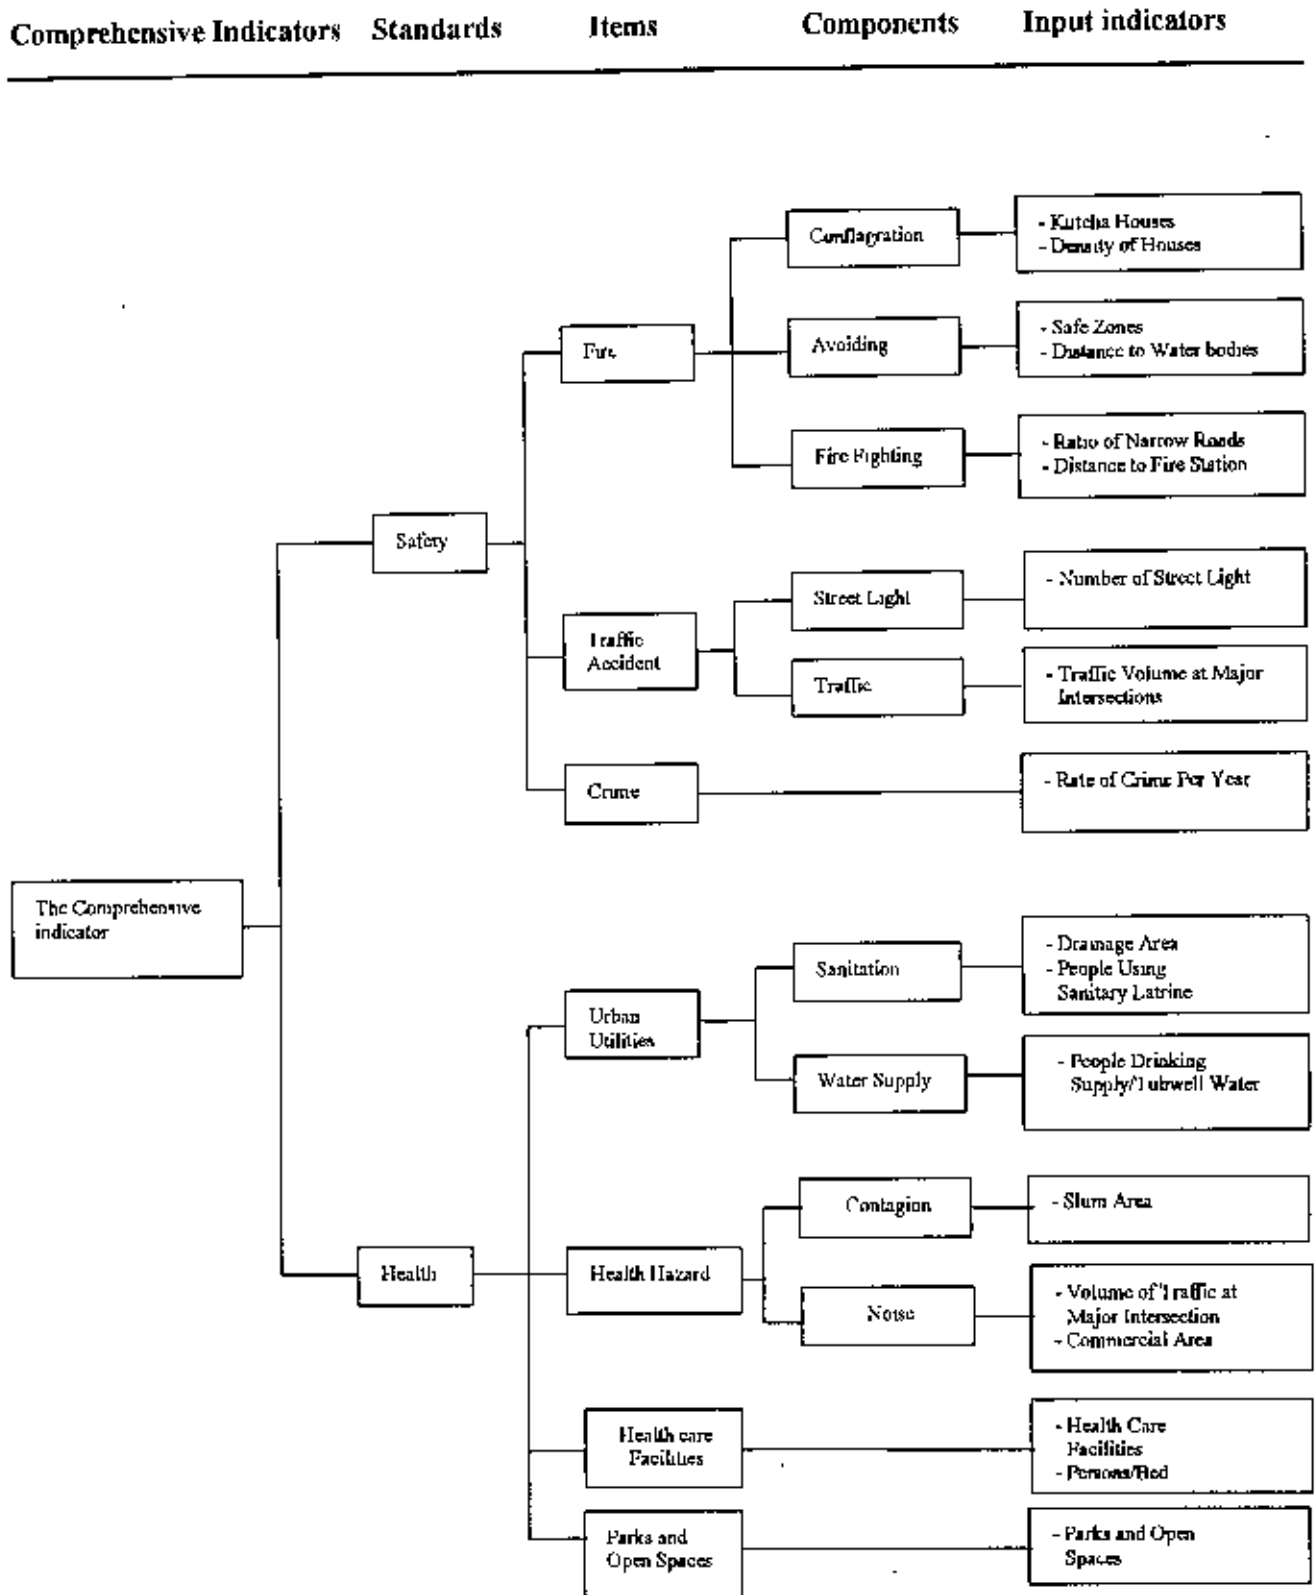 Comprehensive Indicators Standards Items Components Input indicators
Conflagration
- Kutcha Houses
- Density of Houses
Fire
Avoiding
- Safe Zones
- Distance to Water bodies
Fire Fighting
- Ratio of Narrow Roads
- Distance to Fire Station
Safety
Street Light
- Number of Street Light
Traffic
Accident
Traffic
- Traffic Volume at Major
Intersections
Crime
- Rate of Crime Per Year
The Comprehensive
indicator
Urban
Utilities
Sanitation
- Drainage Area
- People Using
Sanitary Latrine
Water Supply
- People Drinking
Supply/Tubwell Water
Health
Health Hazard
Contagion
- Slum Area
Noise
- Volume of Traffic at
Major Intersection
- Commercial Area
Health care
Facilities
- Health Care
Facilities
- Persons/Bed
Parks and
Open Spaces
- Parks and Open
Spaces